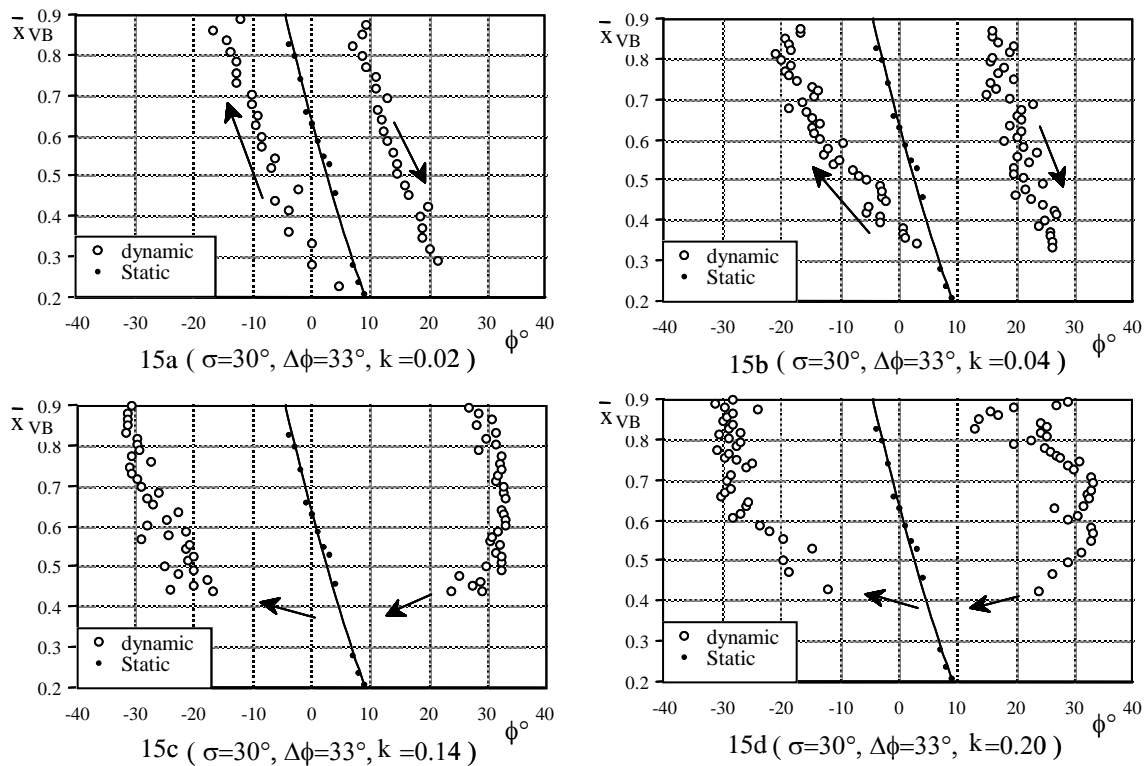 x̄ VB
0.9
0.8
0.7
0.6
0.5
0.4
0.3
0.2
dynamic
Static
-40 -30 -20 -10 0 10 20 30 40
ϕ°
15a ( σ=30°, Δϕ=33°, k=0.02 )
x̄ VB
0.9
0.8
0.7
0.6
0.5
0.4
0.3
0.2
dynamic
Static
-40 -30 -20 -10 0 10 20 30 40
ϕ°
15b ( σ=30°, Δϕ=33°, k=0.04 )
x̄ VB
0.9
0.8
0.7
0.6
0.5
0.4
0.3
0.2
dynamic
Static
-40 -30 -20 -10 0 10 20 30 40
ϕ°
15c ( σ=30°, Δϕ=33°, k =0.14 )
x̄ VB
0.9
0.8
0.7
0.6
0.5
0.4
0.3
0.2
dynamic
Static
-40 -30 -20 -10 0 10 20 30 40
ϕ°
15d ( σ=30°, Δϕ=33°, k=0.20 )